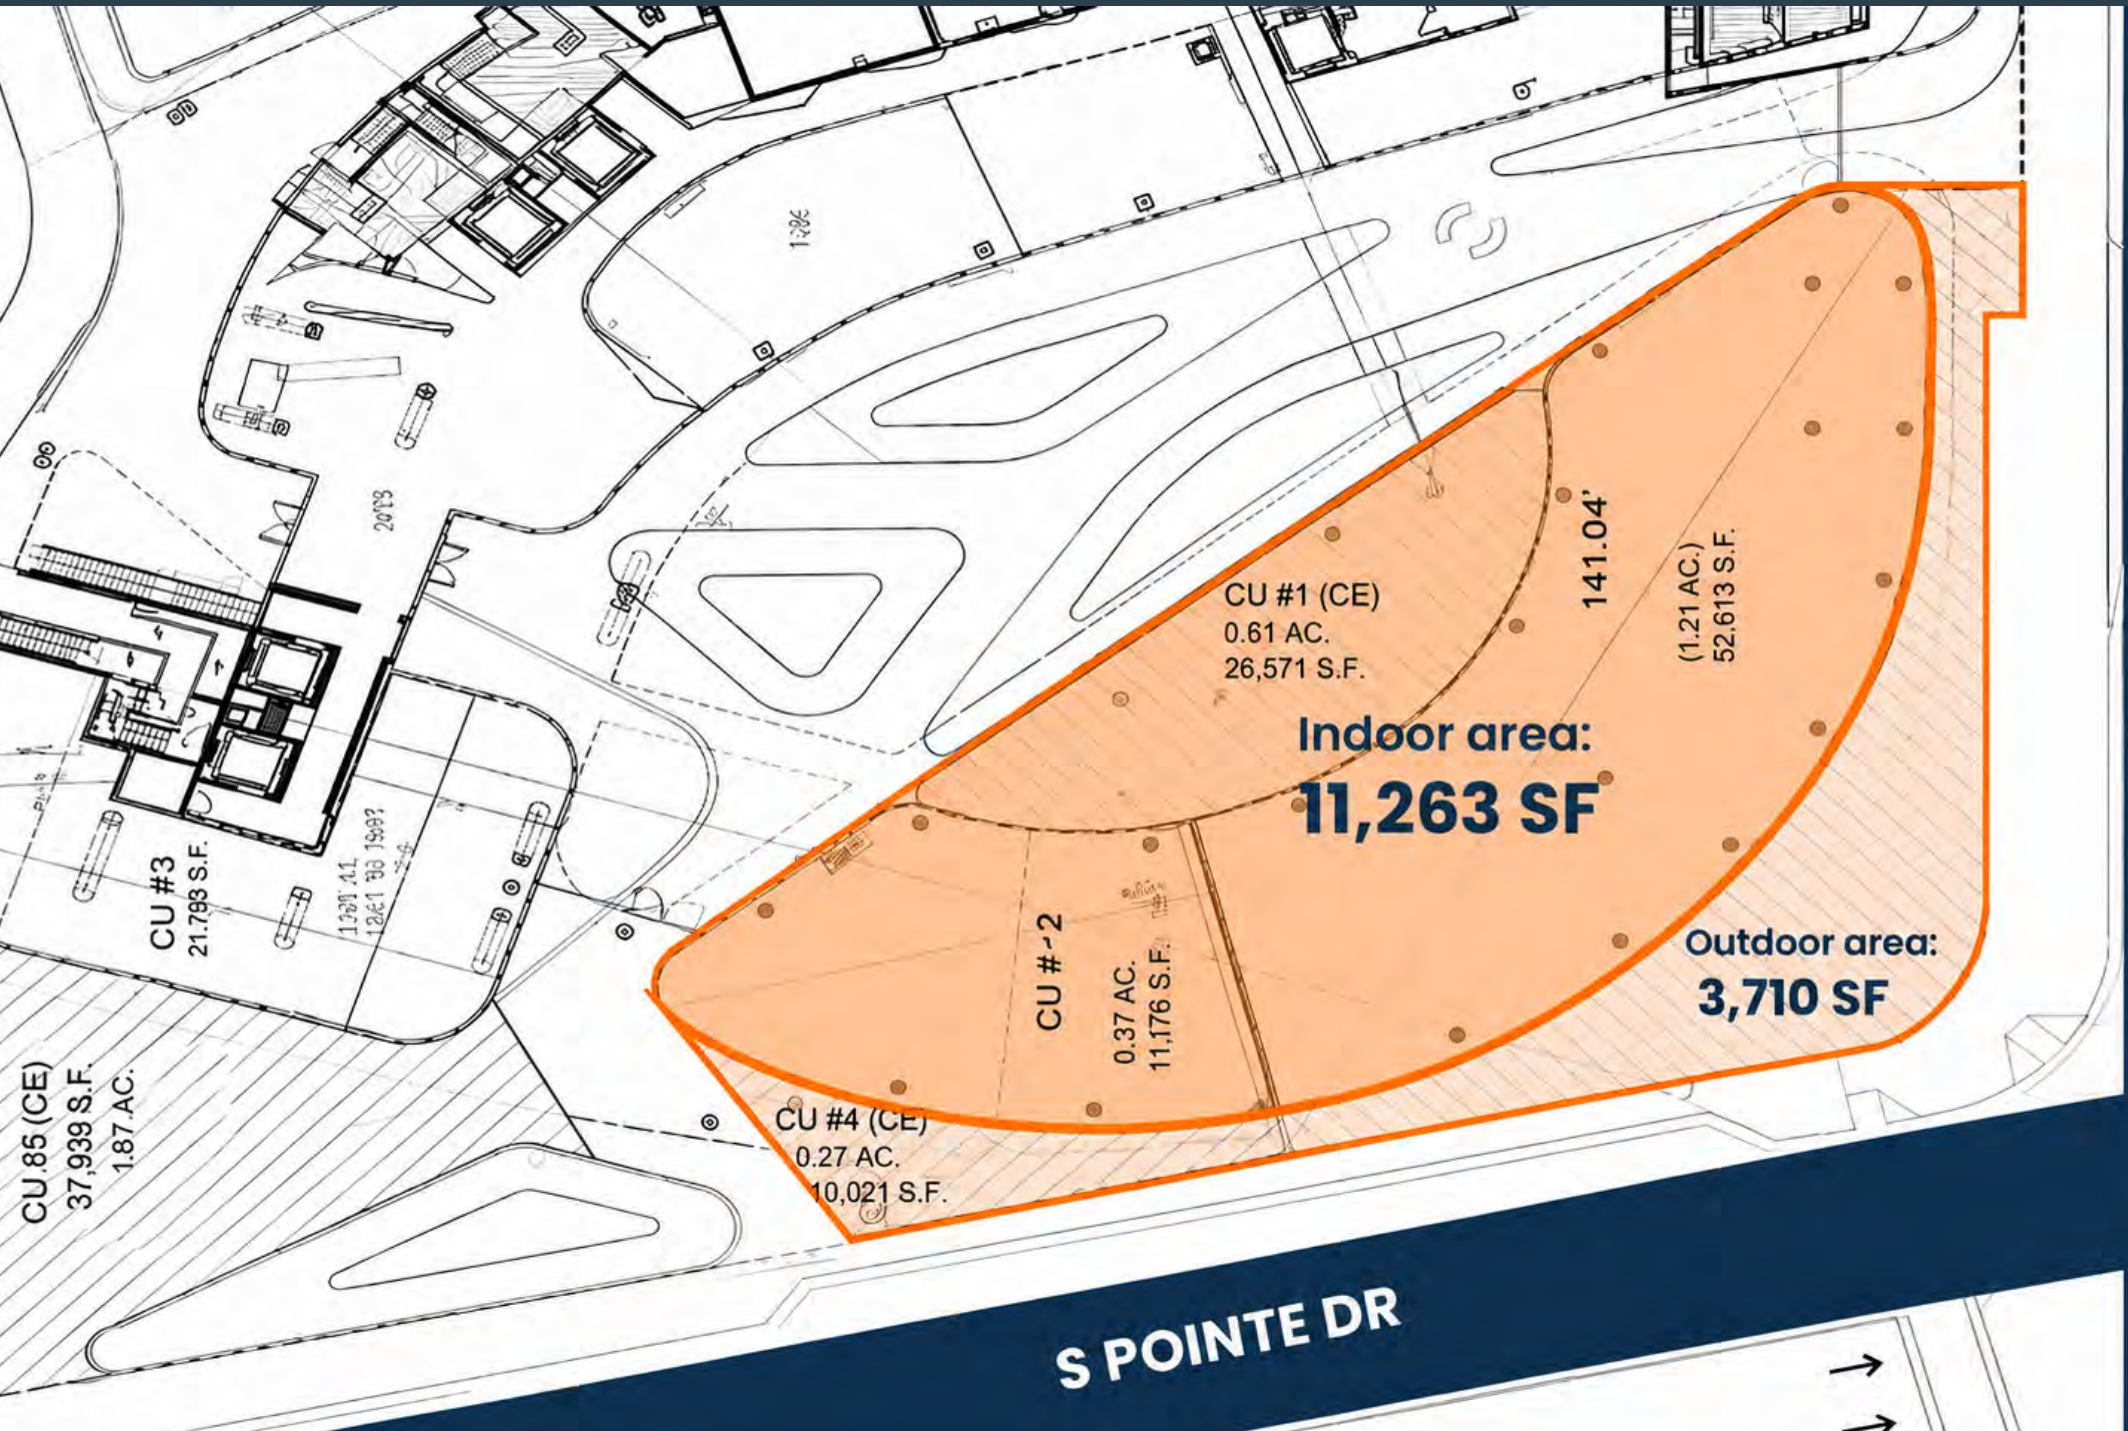 CU #1 (CE)
0.61 AC.
26,571 S.F.
141.04'
(1.21 AC.)
52,613 S.F.
Indoor area:
11,263 SF
CU #-2
0.37 AC.
11,176 S.F.
Outdoor area:
3,710 SF
CU #3
21.793 S.F.
CU.85 (CE)
37,939 S.F.
1.87.AC.
CU #4 (CE)
0.27 AC.
10,021 S.F.
S POINTE DR